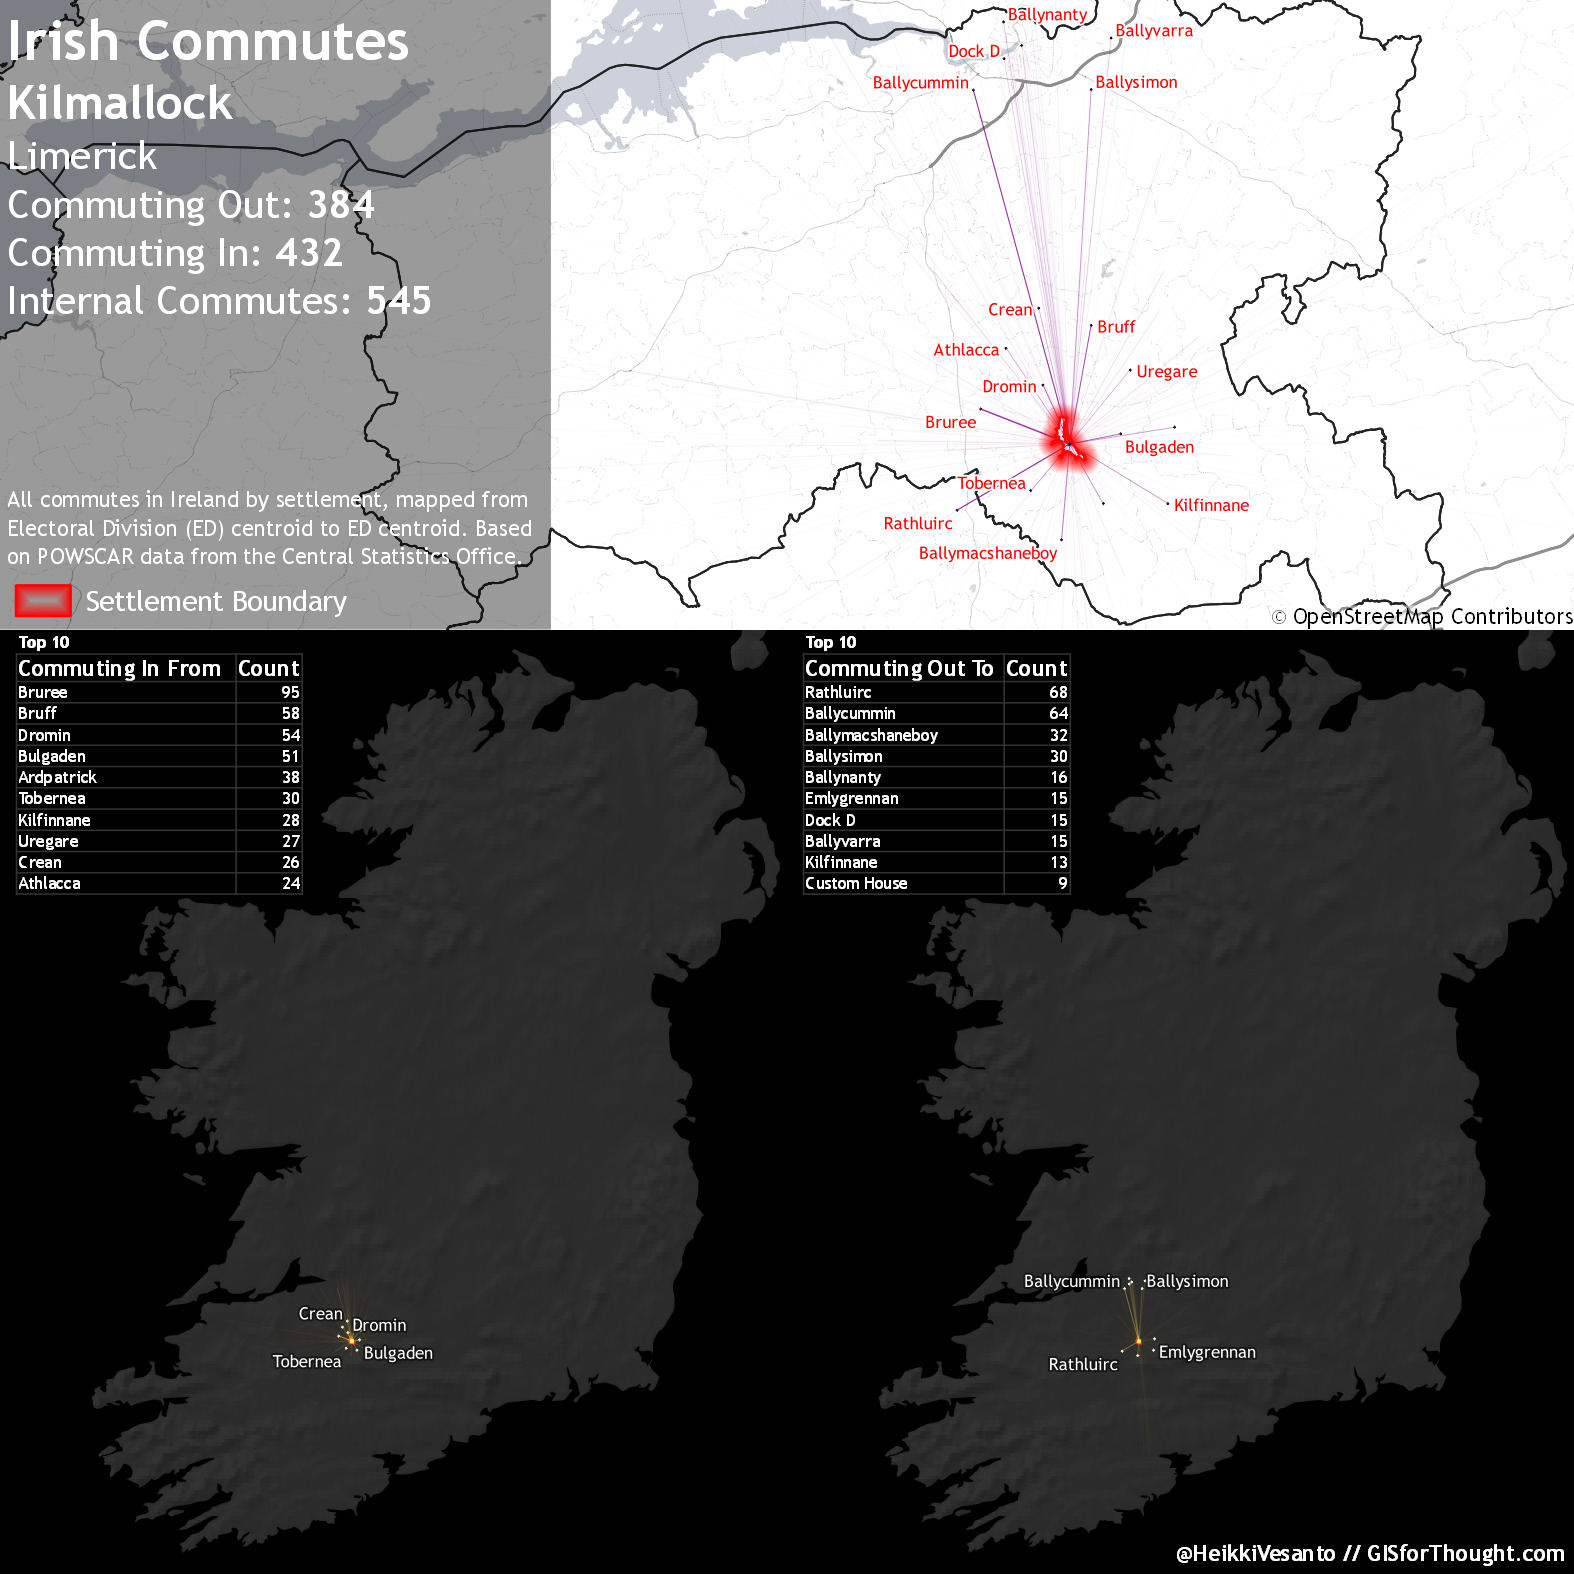 Irish Commutes
Kilmallock
Limerick
Commuting Out: 384
Commuting In: 432
Internal Commutes: 545
All commutes in Ireland by settlement, mapped from
Electoral Division (ED) centroid to ED centroid. Based
on POWSCAR data from the Central Statistics Office.
Settlement Boundary
Ballynanty
Ballyvarra
Dock D
Ballycummin
Ballysimon
Crean
Bruff
Athlacca
Uregare
Dromin
Bruree
Bulgaden
Tobernea
Kilfinnane
Rathluirc
Ballymacshaneboy
© OpenStreetMap Contributors
Top 10
Commuting In From Count
Bruree 95
Bruff 58
Dromin 54
Bulgaden 51
Ardpatrick 38
Tobernea 30
Kilfinnane 28
Uregare 27
Crean 26
Athlacca 24
Top 10
Commuting Out To Count
Rathluirc 68
Ballycummin 64
Ballymacshaneboy 32
Ballysimon 30
Ballynanty 16
Emlygrennan 15
Dock D 15
Ballyvarra 15
Kilfinnane 13
Custom House 9
Crean
Dromin
Bulgaden
Tobernea
Ballycummin
Ballysimon
Emlygrennan
Rathluirc
@HeikkiVesanto // GISforThought.com